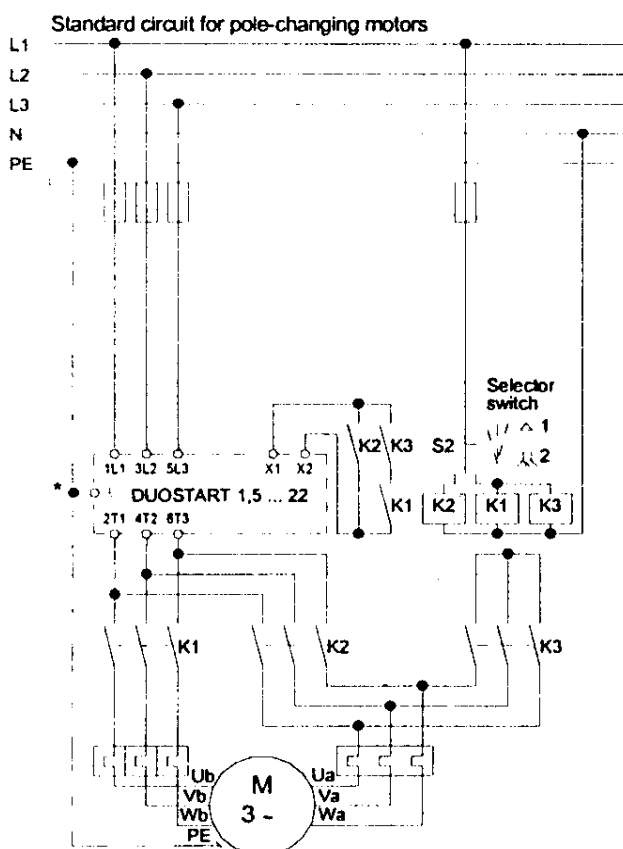 Standard circuit for pole-changing motors
L1
L2
L3
N
PE
Selector
switch
K2 K3 S2 1
2
1L1 3L2 5L3 X1 X2
* DUOSTART 1,5 ... 22 K1 K2 K1 K3
2T1 4T2 6T3
K1 K2 K3
Ub M Ua
Vb 3~ Va
Wb Wa
PE